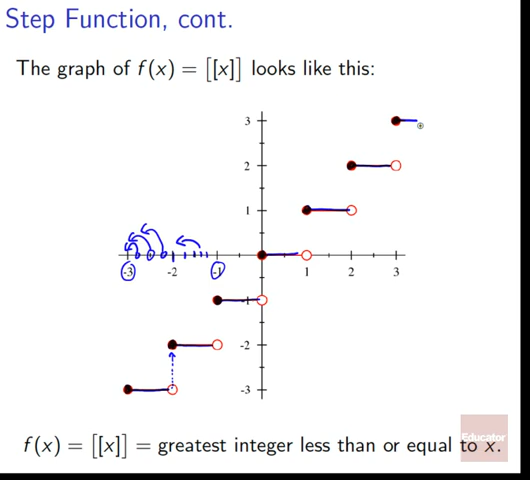 Step Function, cont.
The graph of f(x) = [[x]] looks like this:
3
2
1
-3 -2 -1 1 2 3
-2
-3
Educator
f(x) = [[x]] = greatest integer less than or equal to x.